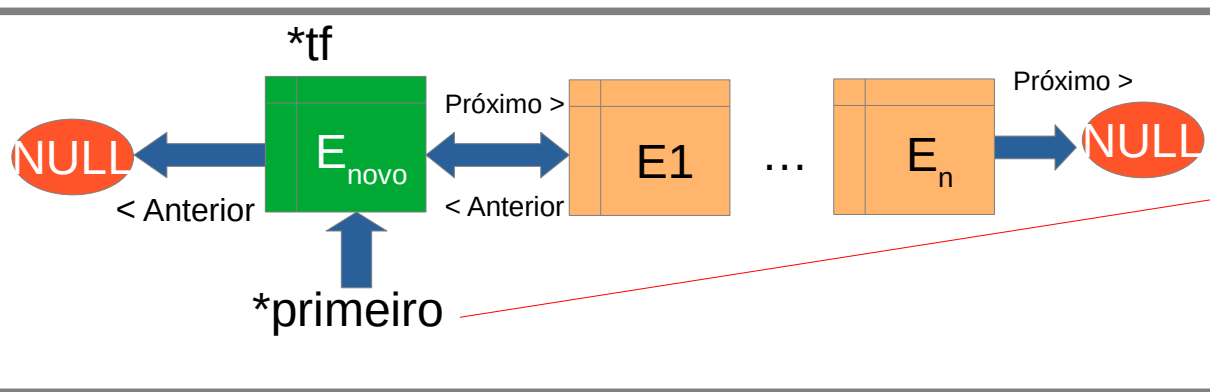 *tf
Próximo >
Próximo >
NULL
E novo
E1
...
E n
NULL
< Anterior
< Anterior
*primeiro